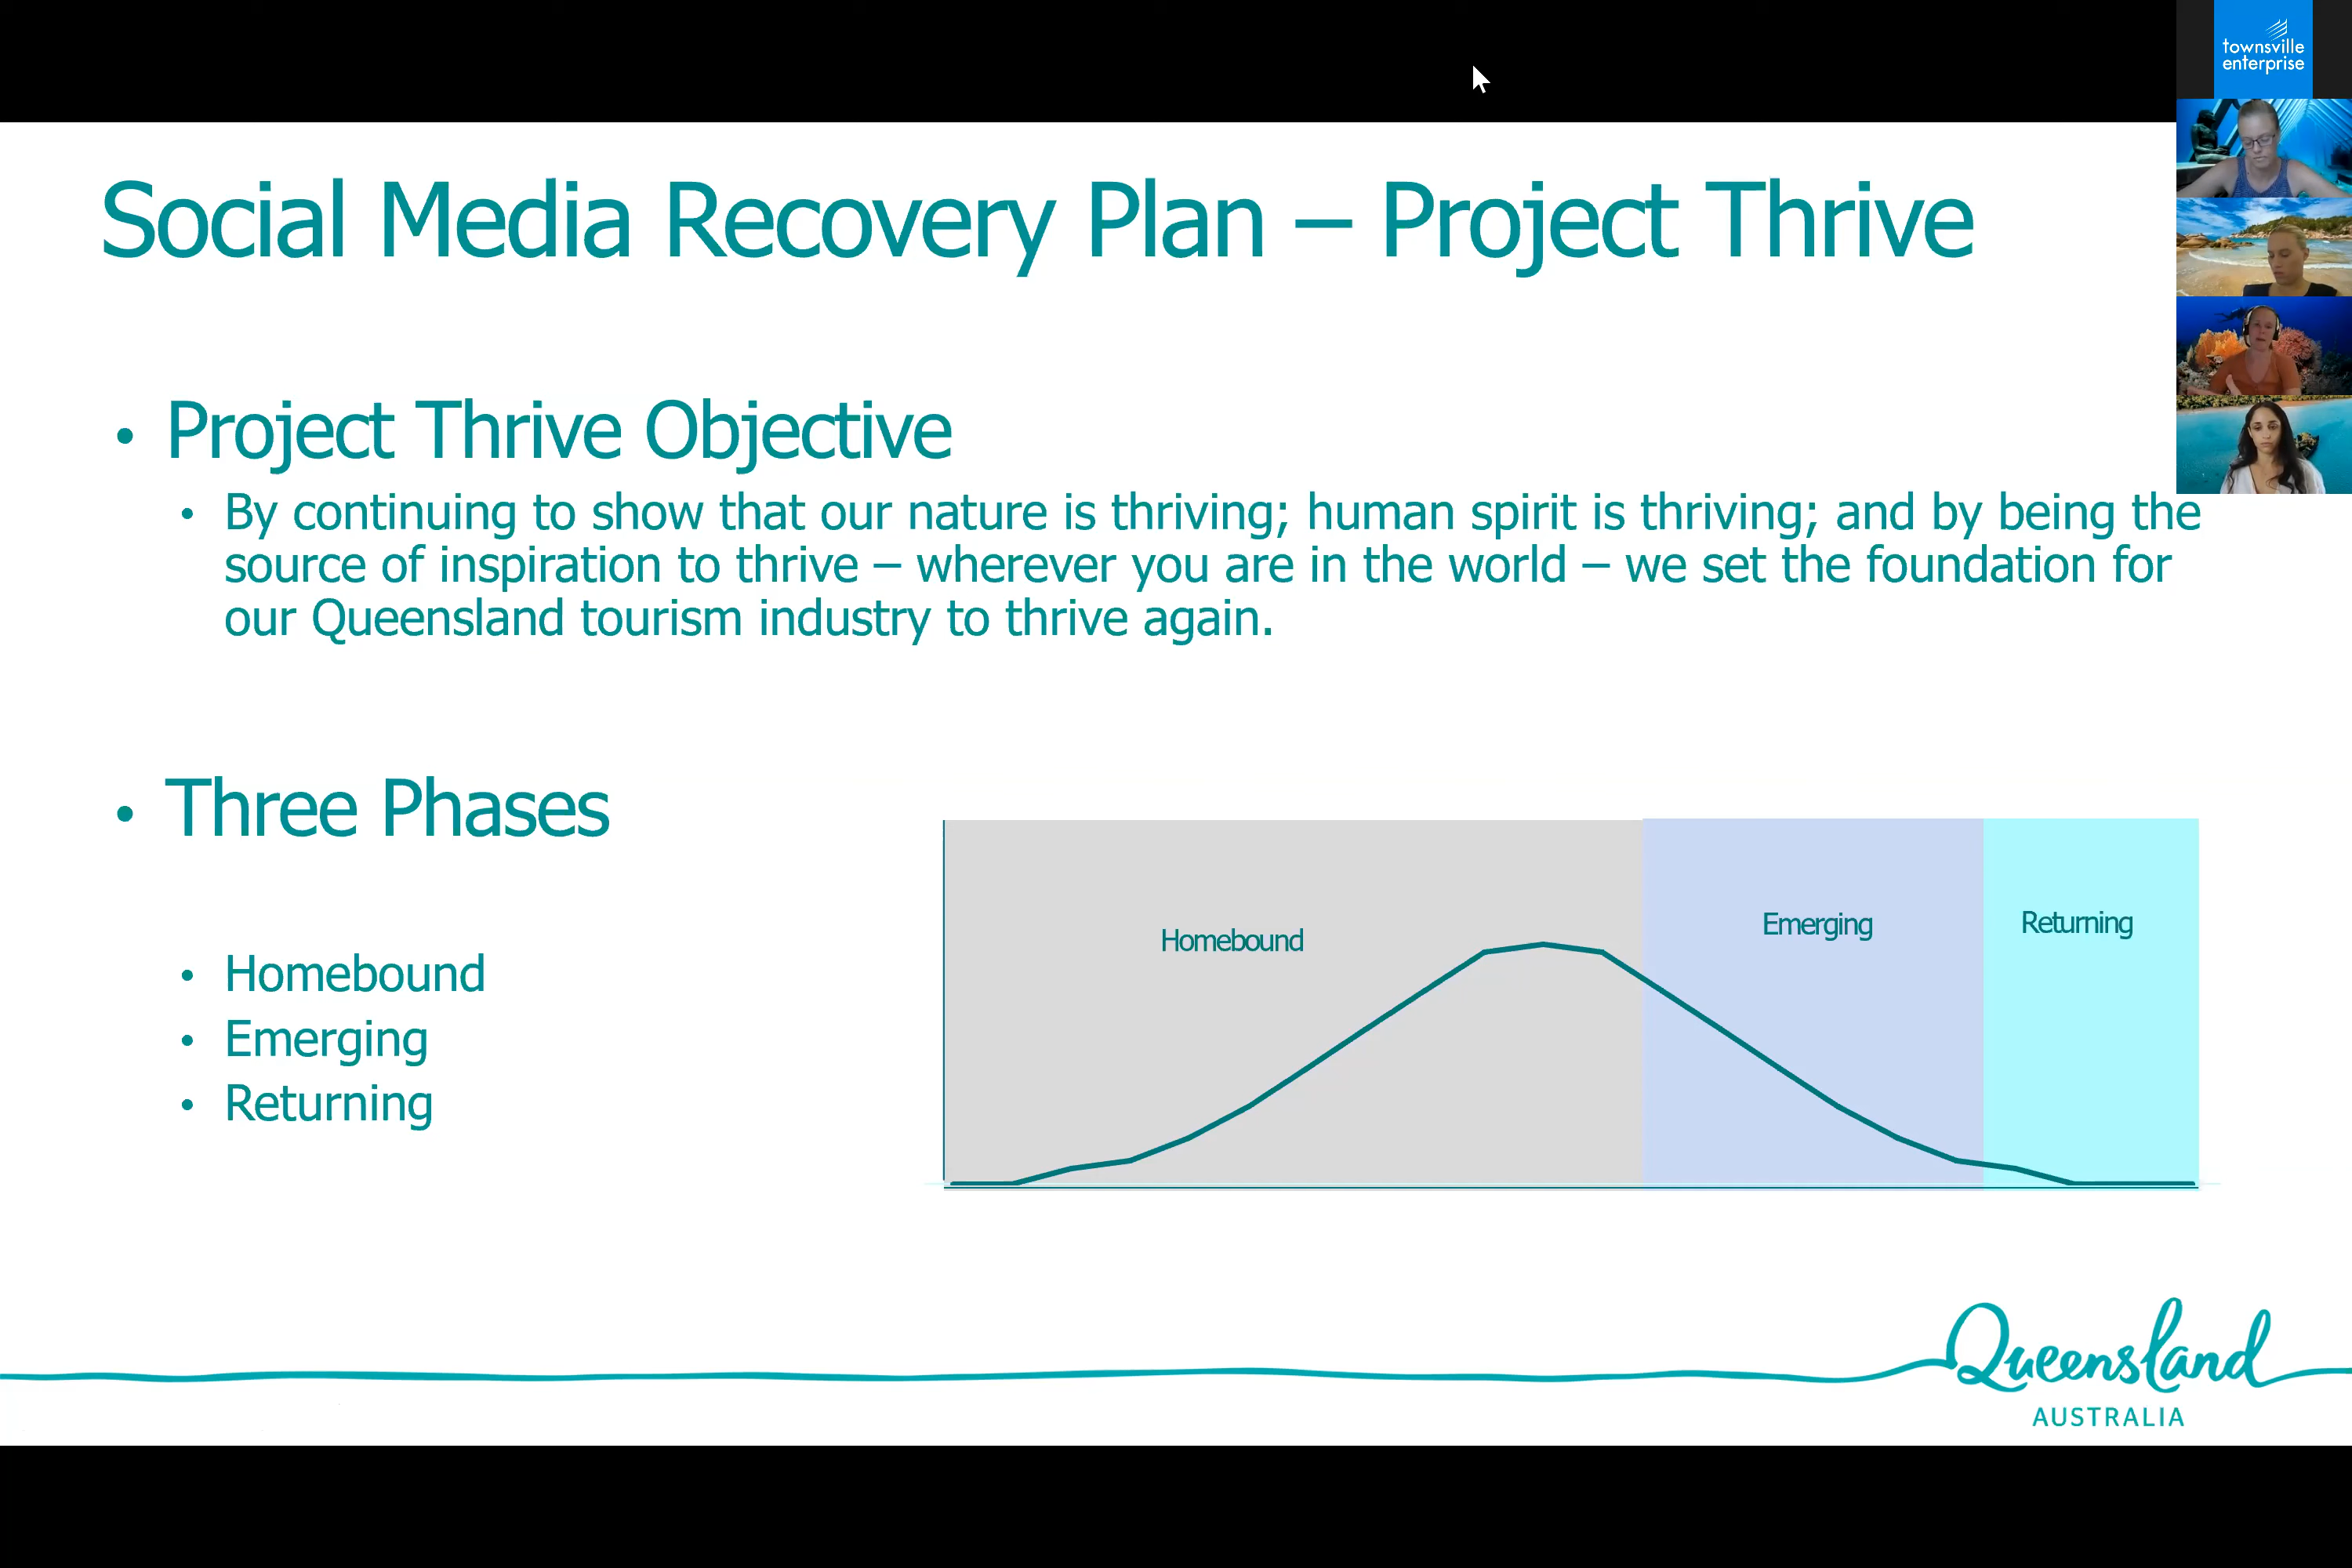 townsville
enterprise
Social Media Recovery Plan – Project Thrive
• Project Thrive Objective
• By continuing to show that our nature is thriving; human spirit is thriving; and by being the
source of inspiration to thrive – wherever you are in the world – we set the foundation for
our Queensland tourism industry to thrive again.
• Three Phases
• Homebound
• Emerging
• Returning
Homebound
Emerging
Returning
Queensland
AUSTRALIA